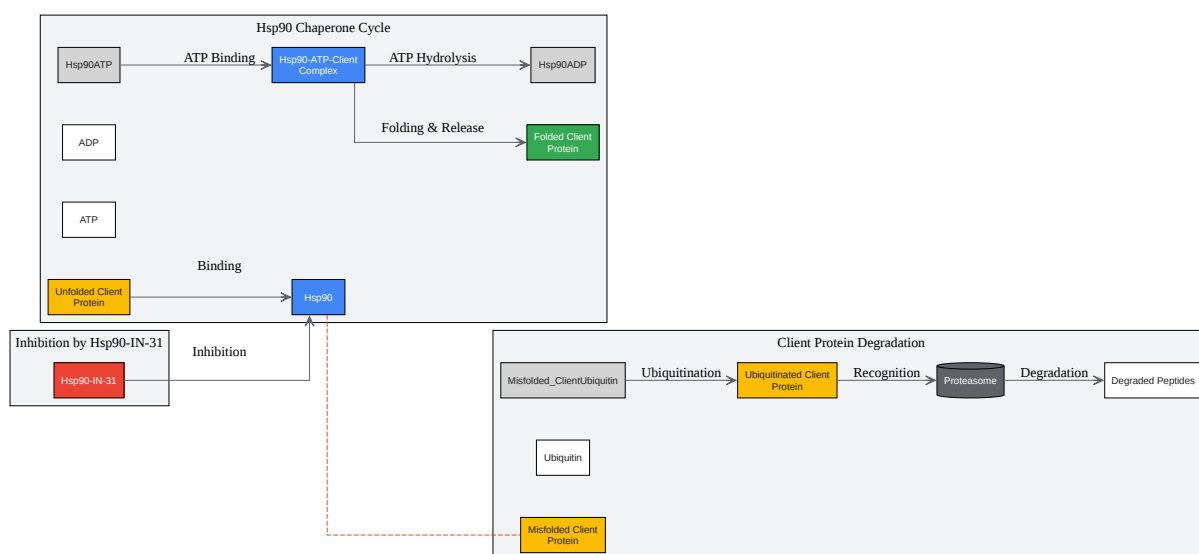 Hsp90 Chaperone Cycle
Hsp90ATP
ATP Binding
Hsp90-ATP-Client
Complex
ATP Hydrolysis
Hsp90ADP
ADP
Folding & Release
Folded Client
Protein
ATP
Unfolded Client
Protein
Binding
Hsp90
Inhibition by Hsp90-IN-31
Hsp90-IN-31
Inhibition
Client Protein Degradation
Misfolded_ClientUbiquitin
Ubiquitination
Ubiquitinated Client
Protein
Recognition
Proteasome
Degradation
Degraded Peptides
Ubiquitin
Misfolded Client
Protein